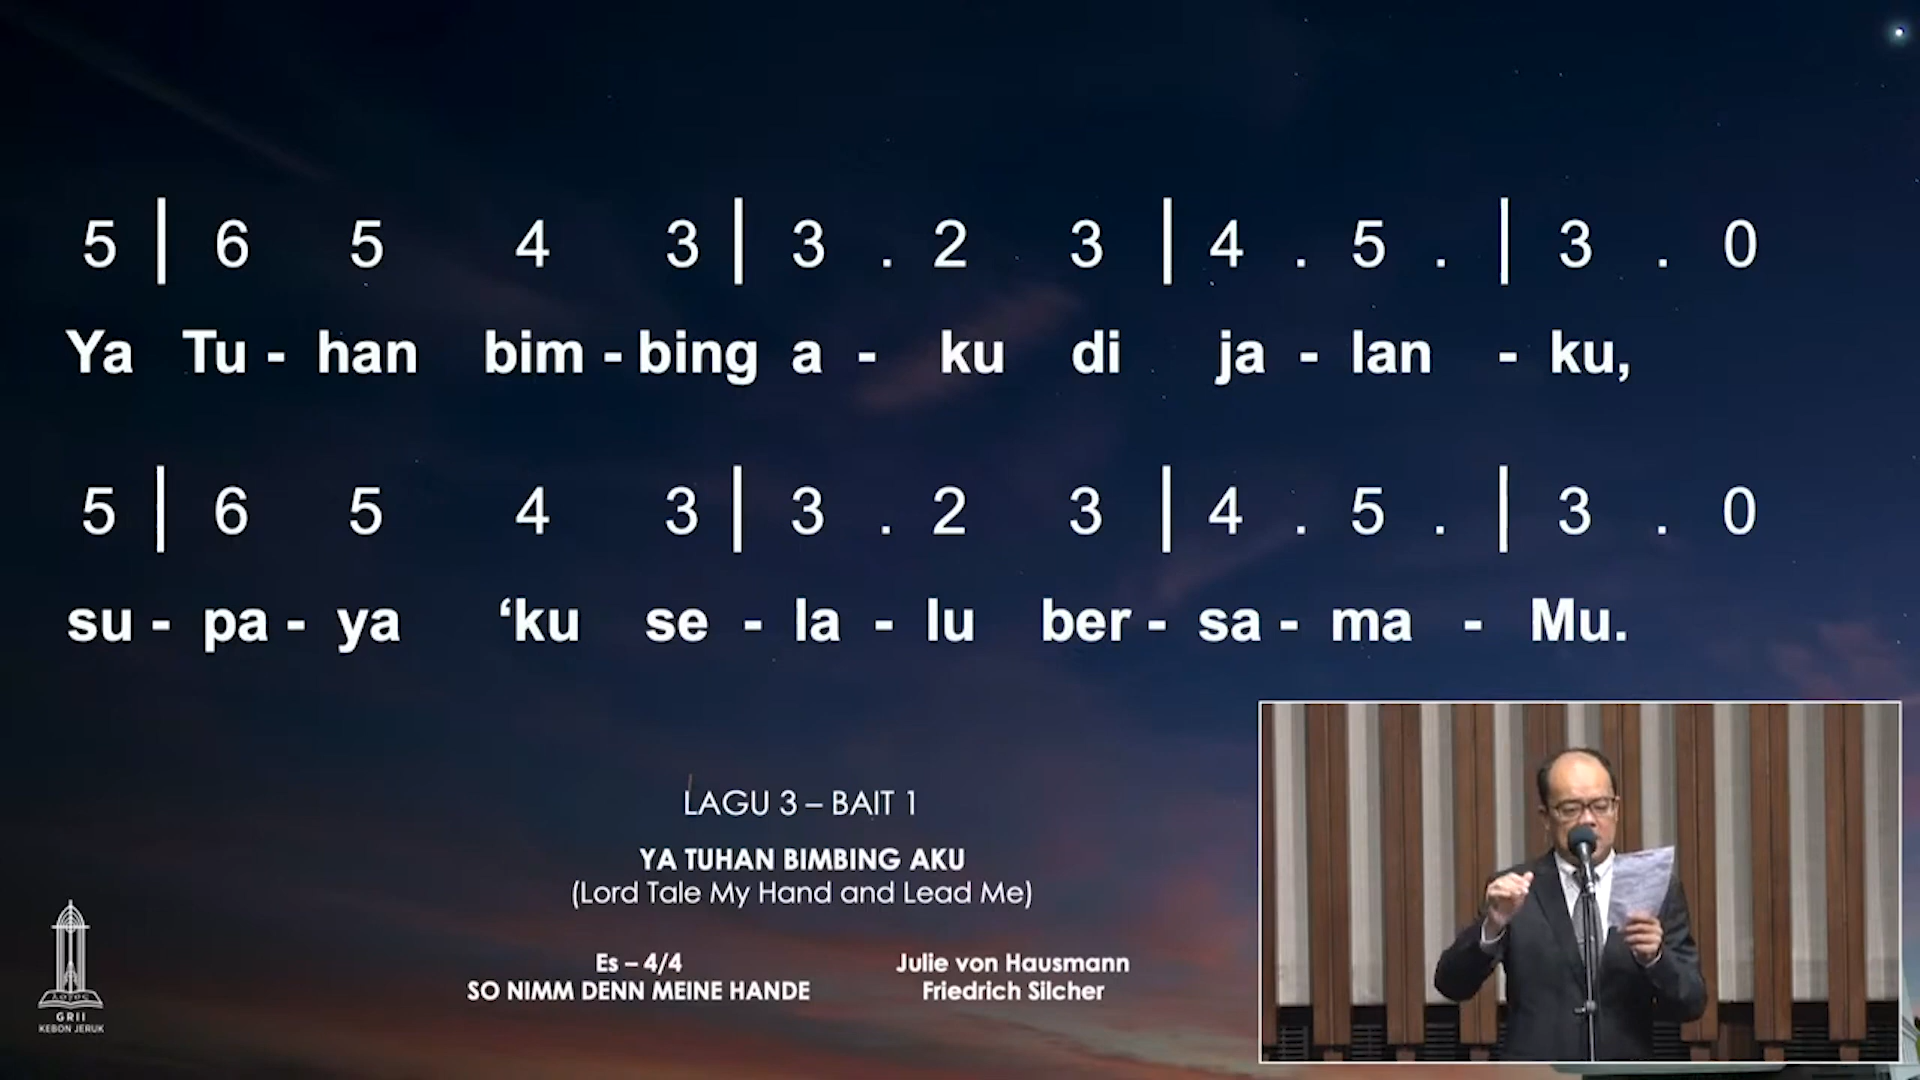 5 | 6 5 4 3 | 3 . 2 3 | 4 . 5 . | 3 . 0
Ya Tu - han bim - bing a - ku di ja - lan - ku,
5 | 6 5 4 3 | 3 . 2 3 | 4 . 5 . | 3 . 0
su - pa - ya ‘ku se - la - lu ber - sa - ma - Mu.
LAGU 3 – BAIT 1
YA TUHAN BIMBING AKU
(Lord Tale My Hand and Lead Me)
Es – 4/4
SO NIMM DENN MEINE HANDE
Julie von Hausmann
Friedrich Silcher
GRII
KEBON JERUK